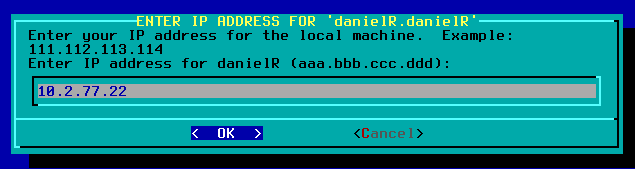 ENTER IP ADDRESS FOR 'danielR.danielR'
Enter your IP address for the local machine.  Example:
111.112.113.114
Enter IP address for danielR (aaa.bbb.ccc.ddd):
10.2.77.22
<  OK  > <Cancel>